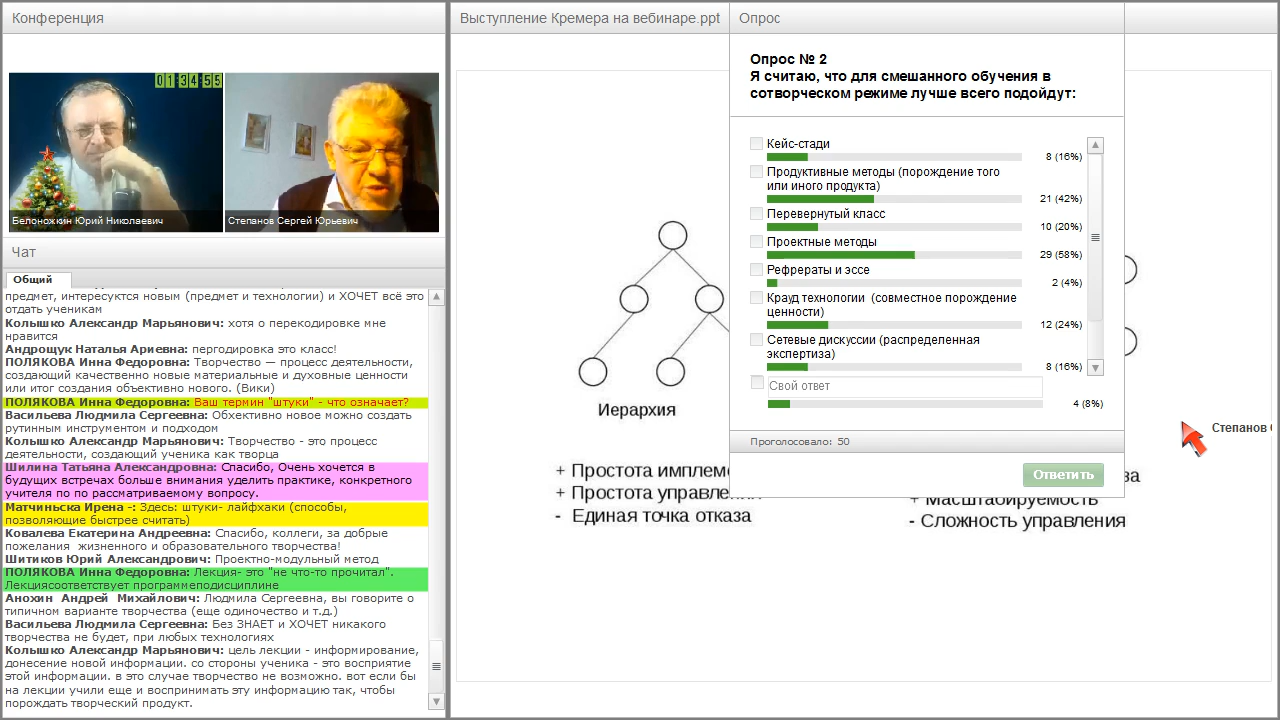 Конференция
01:34:55
Белоножкин Юрий Николаевич
Степанов Сергей Юрьевич
Чат
Общий
предмет, интересуктся новым (предмет и технологии) и ХОЧЕТ всё это
отдать ученикам
Колышко Александр Марьянович: хотя о перекодировке мне
нравится
Андрощук Наталья Ариевна: пергодировка это класс!
ПОЛЯКОВА Инна Федоровна: Творчество — процесс деятельности,
создающий качественно новые материальные и духовные ценности
или итог создания объективно нового. (Вики)
ПОЛЯКОВА Инна Федоровна: Ваш термин "штуки" - что означает?
Васильева Людмила Сергеевна: Обхективно новое можно создать
рутинным инструментом и подходом
Колышко Александр Марьянович: Творчество - это процесс
деятельности, создающий ученика как творца
Шилина Татьяна Александровна: Спасибо, Очень хочется в
будущих встречах больше внимания уделить практике, конкретного
учителя по по рассматриваемому вопросу.
Матчиньска Ирена -: Здесь: штуки- лайфхаки (способы,
позволяющие быстрее считать)
Ковалева Екатерина Андреевна: Спасибо, коллеги, за добрые
пожелания жизненного и образовательного творчества!
Шитиков Юрий Александрович: Проектно-модульный метод
ПОЛЯКОВА Инна Федоровна: Лекция- это "не что-то прочитал".
Лекциясоответствует программеподисциплине
Анохин Андрей Михайлович: Людмила Сергеевна, вы говорите о
типичном варианте творчества (еще одиночество и т.д.)
Васильева Людмила Сергеевна: Без ЗНАЕТ и ХОЧЕТ никакого
творчества не будет, при любых технологиях
Колышко Александр Марьянович: цель лекции - информирование,
донесение новой информации. со стороны ученика - это восприятие
этой информации. в это случае творчество не возможно. вот если бы
на лекции учили еще и воспринимать эту информацию так, чтобы
порождать творческий продукт.
Выступление Кремера на вебинаре.ppt
Иерархия
+ Простота имплем
+ Простота управления
- Единая точка отказа
за
+ Масштабируемость
- Сложность управления
Степанов
Опрос
Опрос № 2
Я считаю, что для смешанного обучения в
сотворческом режиме лучше всего подойдут:
Кейс-стади
8 (16%)
Продуктивные методы (порождение того
или иного продукта)
21 (42%)
Перевернутый класс
10 (20%)
Проектные методы
29 (58%)
Рефрераты и эссе
2 (4%)
Крауд технологии (совместное порождение
ценности)
12 (24%)
Сетевые дискуссии (распределенная
экспертиза)
8 (16%)
Свой ответ
4 (8%)
Проголосовало: 50
Ответить